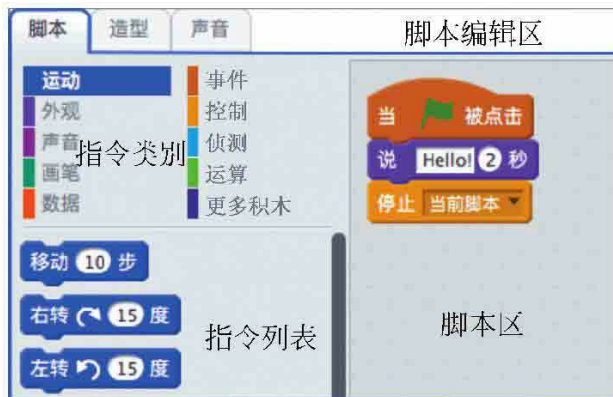 脚本 造型 声音 脚本编辑区
运动 事件
外观 控制
声音 侦测
指令类别
画笔 运算
数据 更多积木
移动 10 步
右转 15 度
左转 15 度
指令列表
当 被点击
说 Hello! 2 秒
停止 当前脚本
脚本区